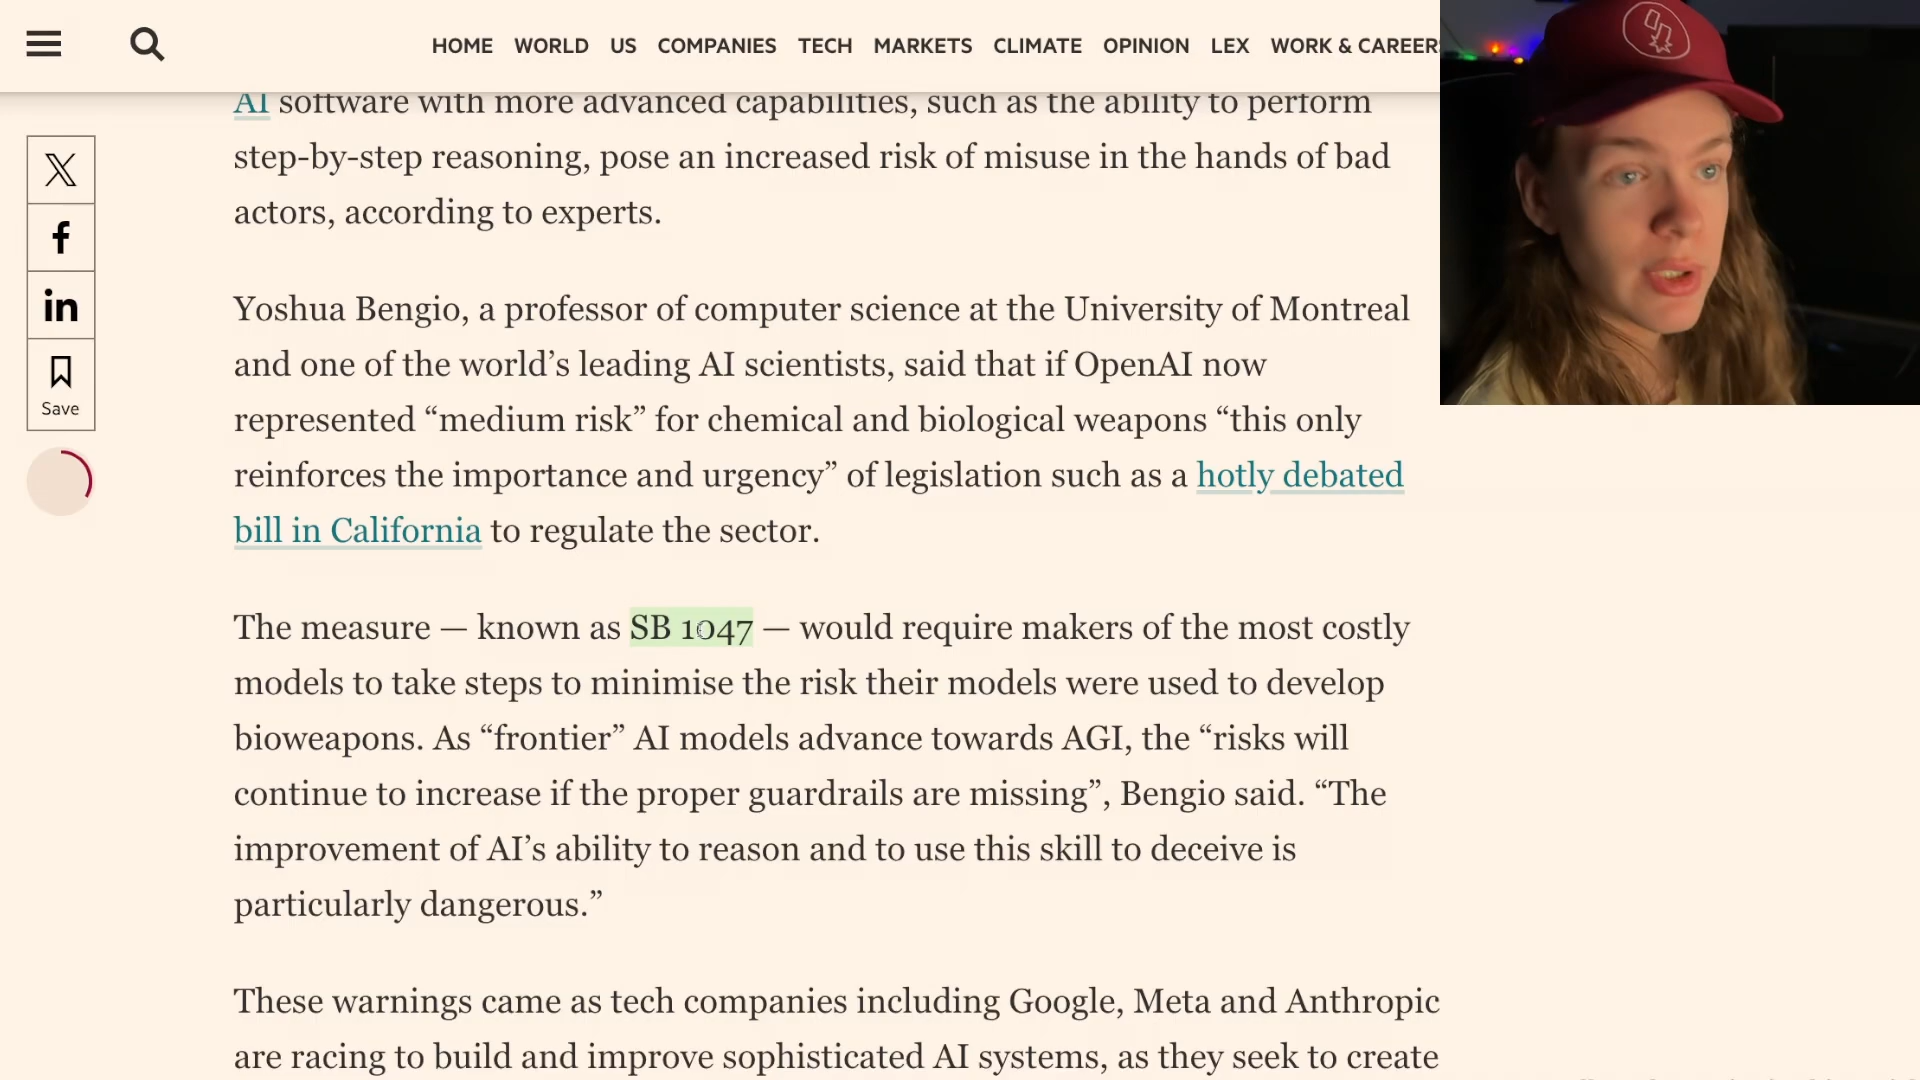 HOME WORLD US COMPANIES TECH MARKETS CLIMATE OPINION LEX WORK & CAREERS
AI software with more advanced capabilities, such as the ability to perform
step-by-step reasoning, pose an increased risk of misuse in the hands of bad
actors, according to experts.
Save
Yoshua Bengio, a professor of computer science at the University of Montreal
and one of the world’s leading AI scientists, said that if OpenAI now
represented “medium risk” for chemical and biological weapons “this only
reinforces the importance and urgency” of legislation such as a hotly debated
bill in California to regulate the sector.
The measure — known as SB 1047 — would require makers of the most costly
models to take steps to minimise the risk their models were used to develop
bioweapons. As “frontier” AI models advance towards AGI, the “risks will
continue to increase if the proper guardrails are missing”, Bengio said. “The
improvement of AI’s ability to reason and to use this skill to deceive is
particularly dangerous.”
These warnings came as tech companies including Google, Meta and Anthropic
are racing to build and improve sophisticated AI systems, as they seek to create